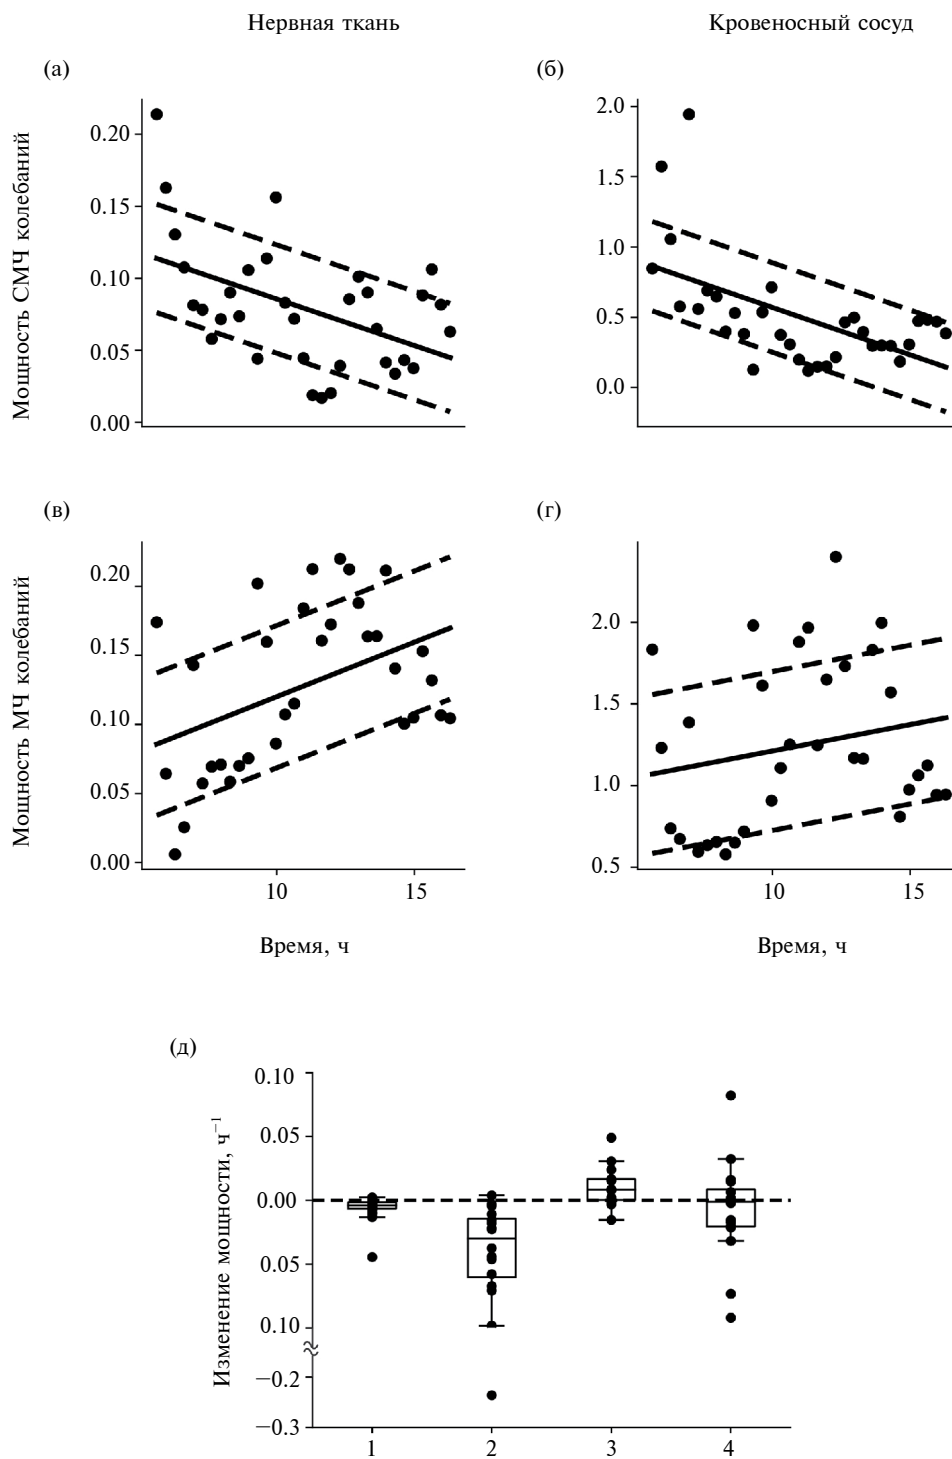 Нервная ткань
Кровеносный сосуд
(а)
(б)
Мощность СМЧ колебаний
0.20
0.15
0.10
0.05
0.00
2.0
1.5
1.0
0.5
0.0
(в)
(г)
Мощность МЧ колебаний
0.20
0.15
0.10
0.05
0.00
10
15
Время, ч
2.0
1.5
1.0
0.5
10
15
Время, ч
(д)
Изменение мощности, ч⁻¹
0.10
0.05
0.00
0.05
0.10
−0.2
−0.3
1
2
3
4